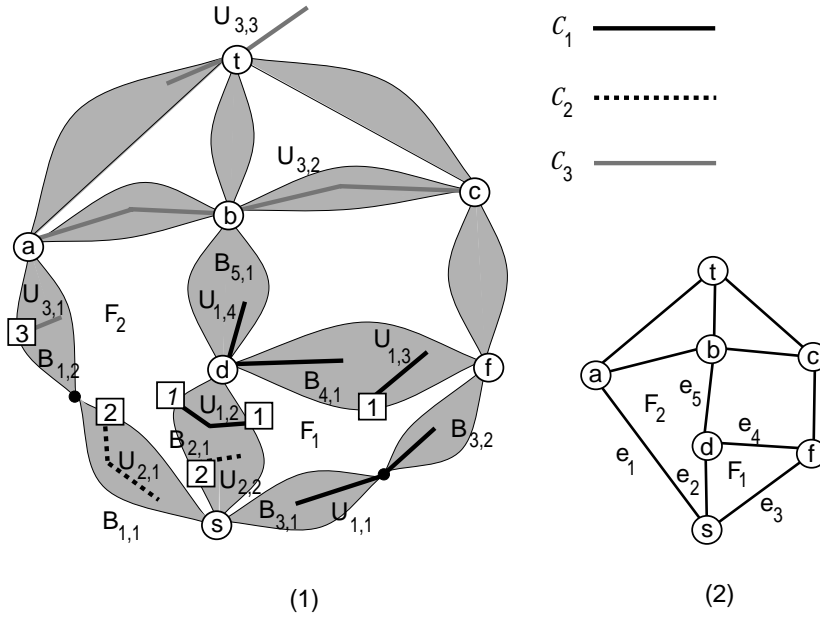 U3,3
C1
t
C2
U3,2
C3
c
b
a
B5,1
U3,1
F2
U1,4
3
U1,3
B1,2
d
f
B4,1
1
U1,2
1
1
2
F1
B3,2
B2,1
U2,1
2
U2,2
B1,1
s
B3,1
U1,1
(1)
t
b
c
a
F2
e5
e4
d
f
e1
e2
F1
e3
s
(2)